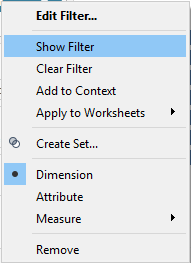 Edit Filter...
Show Filter
Clear Filter
Add to Context
Apply to Worksheets
Create Set...
Dimension
Attribute
Measure
Remove